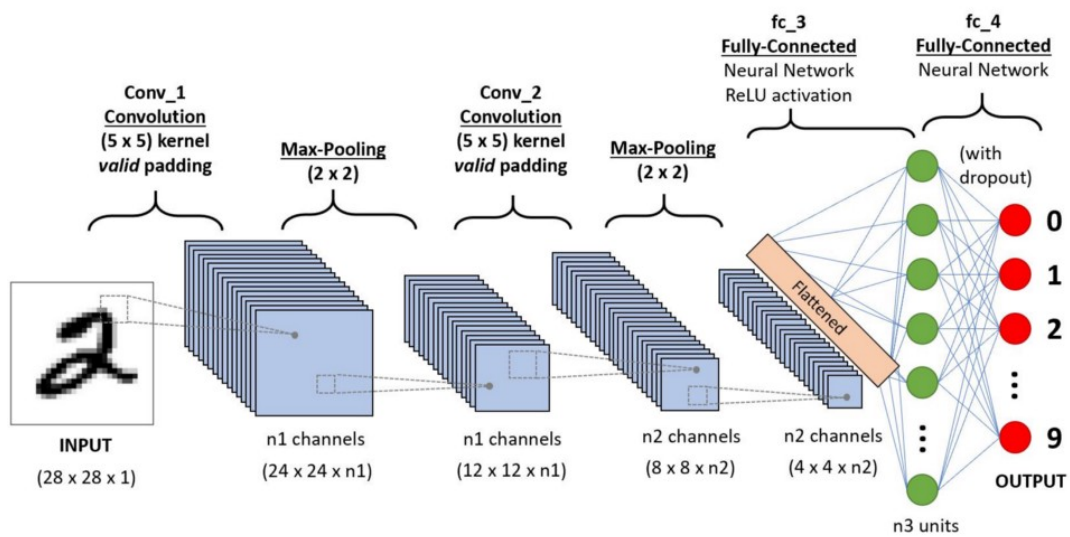 Conv_1
Convolution
(5 x 5) kernel
valid padding
Max-Pooling
(2 x 2)
Conv_2
Convolution
(5 x 5) kernel
valid padding
Max-Pooling
(2 x 2)
fc_3
Fully-Connected
Neural Network
ReLU activation
fc_4
Fully-Connected
Neural Network
(with
dropout)
Flattened
0
1
2
9
OUTPUT
2
INPUT
(28 x 28 x 1)
n1 channels
(24 x 24 x n1)
n1 channels
(12 x 12 x n1)
n2 channels
(8 x 8 x n2)
n2 channels
(4 x 4 x n2)
n3 units